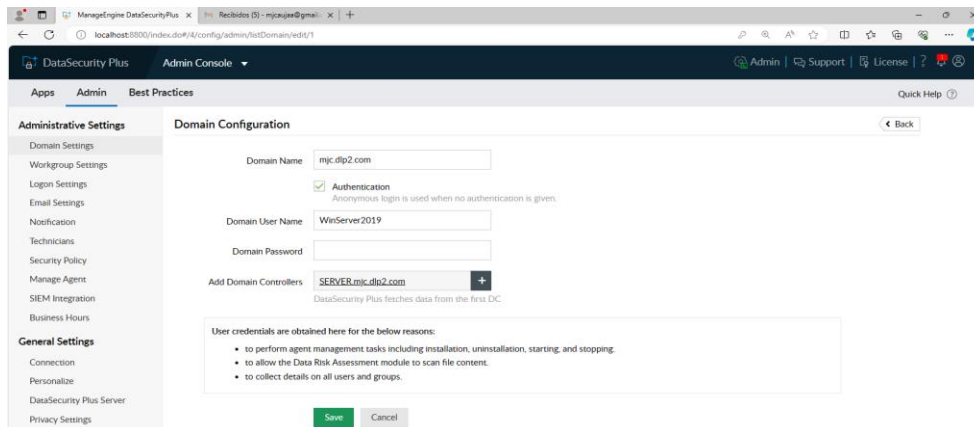 ManageEngine DataSecurityPlus
Recibidos (5) - mjcaujaa@gmail.
localhost:8800/index.do#/4/config/admin/listDomain/edit/1
DataSecurity Plus Admin Console Admin | Support | License | ?
Apps Admin Best Practices Quick Help
Administrative Settings
Domain Settings
Workgroup Settings
Logon Settings
Email Settings
Notification
Technicians
Security Policy
Manage Agent
SIEM Integration
Business Hours
General Settings
Connection
Personalize
DataSecurity Plus Server
Privacy Settings
Domain Configuration
Back
Domain Name mjc.dlp2.com
Authentication
Anonymous login is used when no authentication is given.
Domain User Name WinServer2019
Domain Password
Add Domain Controllers SERVER.mjc.dlp2.com +
DataSecurity Plus fetches data from the first DC
User credentials are obtained here for the below reasons:
• to perform agent management tasks including installation, uninstallation, starting, and stopping.
• to allow the Data Risk Assessment module to scan file content.
• to collect details on all users and groups.
Save Cancel